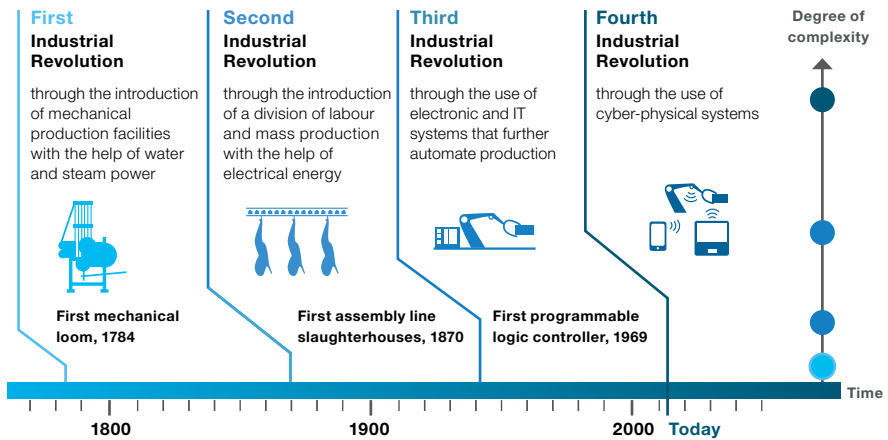 First
Industrial
Revolution
through the introduction
of mechanical
production facilities
with the help of water
and steam power
First mechanical
loom, 1784
Second
Industrial
Revolution
through the introduction
of a division of labour
and mass production
with the help of
electrical energy
First assembly line
slaughterhouses, 1870
Third
Industrial
Revolution
through the use of
electronic and IT
systems that further
automate production
First programmable
logic controller, 1969
Fourth
Industrial
Revolution
through the use of
cyber-physical systems
Degree of
complexity
Time
1800
1900
2000
Today